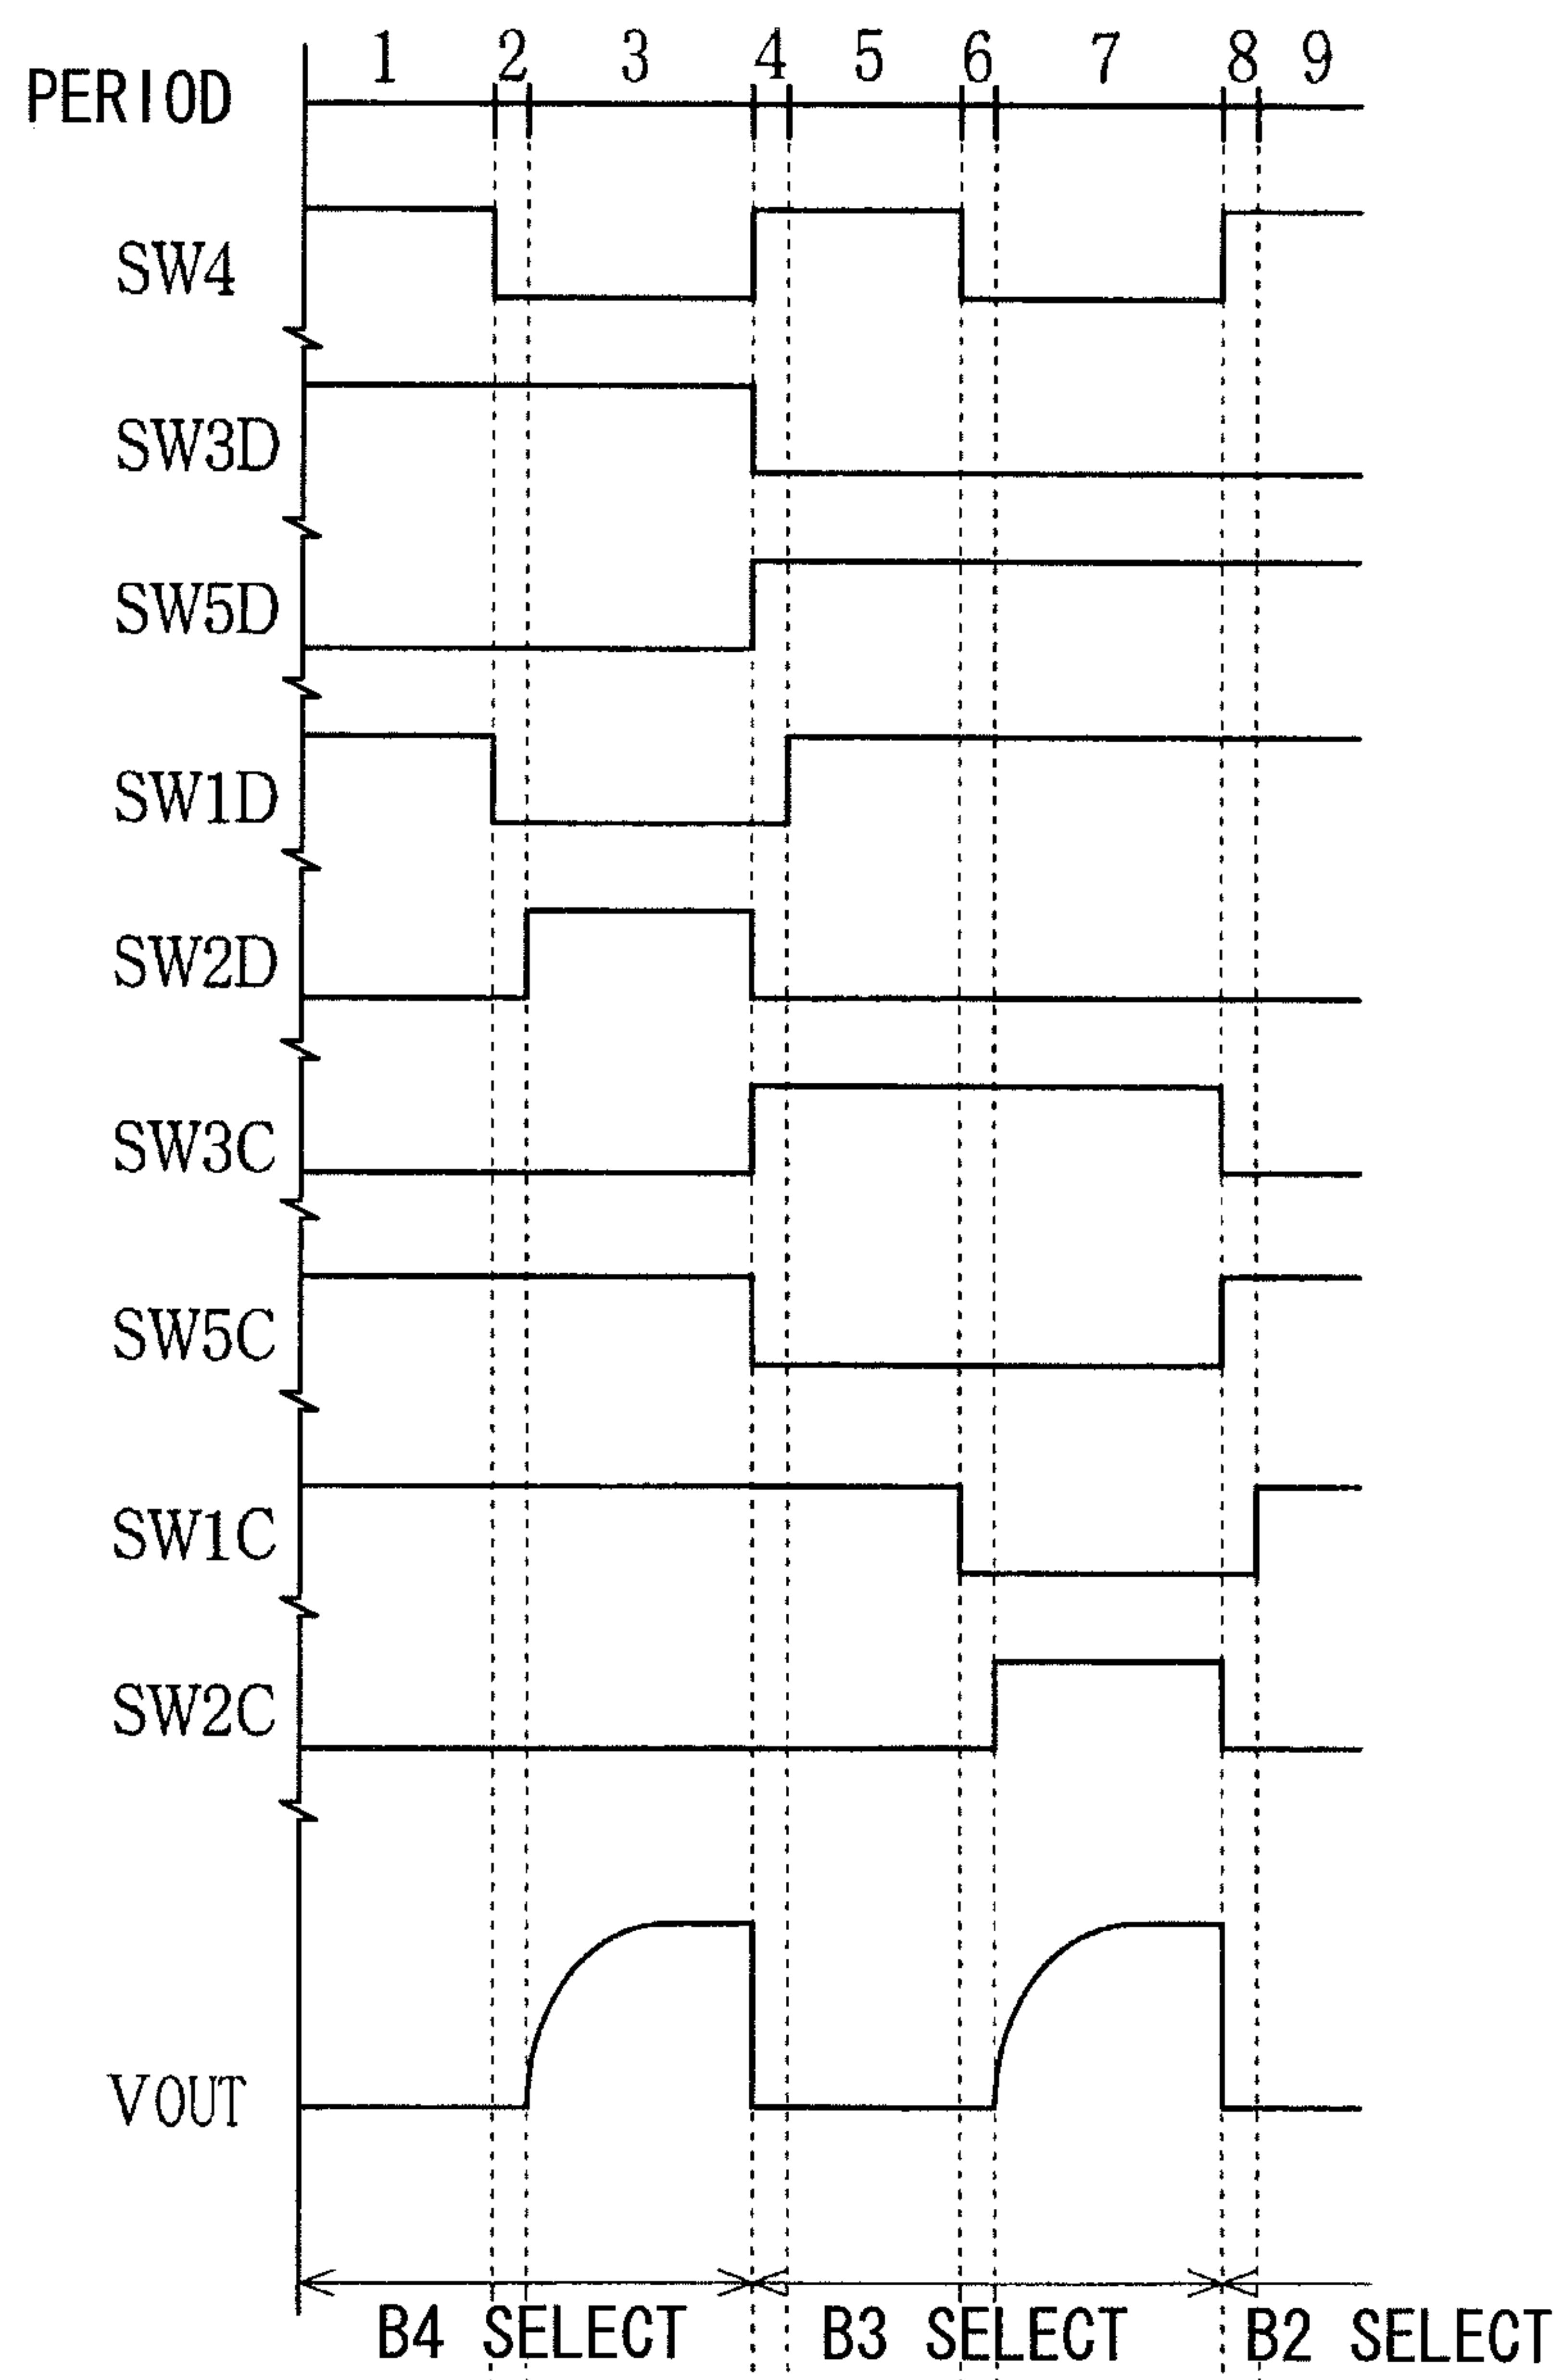 1 2 3 4 5 6 7 8 9
PERIOD
SW4
SW3D
SW5D
SW1D
SW2D
SW3C
SW5C
SW1C
SW2C
VOUT
B4 SELECT B3 SELECT B2 SELECT